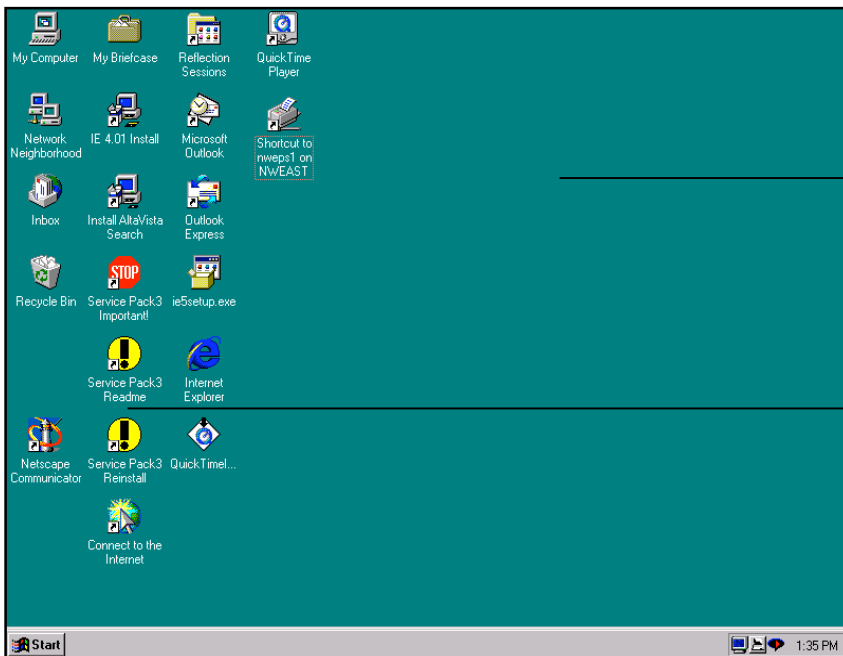 My Computer
My Briefcase
Reflection
Sessions
QuickTime
Player
Network
Neighborhood
IE 4.01 Install
Microsoft
Outlook
Shortcut to
nweps1 on
NWEAST
Inbox
Install AltaVista
Search
Outlook
Express
Recycle Bin
STOP
Service Pack3
Important!
ie5setup.exe
Service Pack3
Readme
Internet
Explorer
Netscape
Communicator
Service Pack3
Reinstall
QuickTimeI...
Connect to the
Internet
Start
1:35 PM